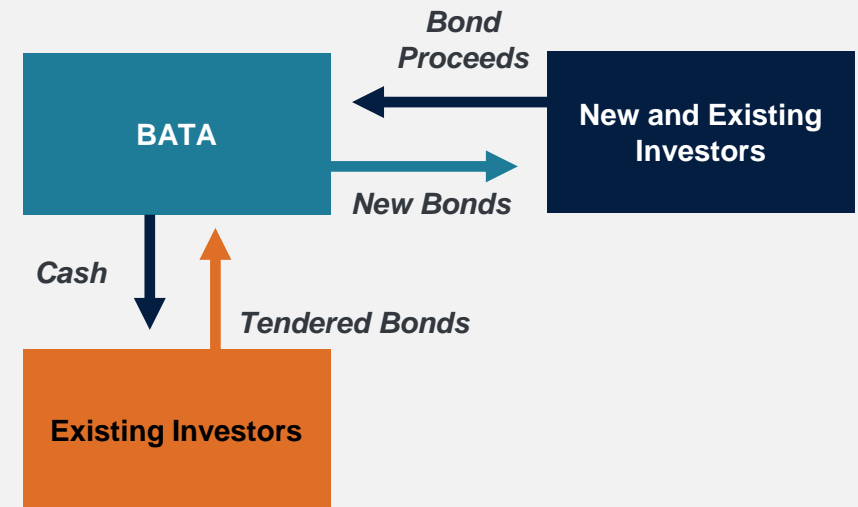 Bond
Proceeds
BATA
New and Existing
Investors
New Bonds
Cash
Tendered Bonds
Existing Investors